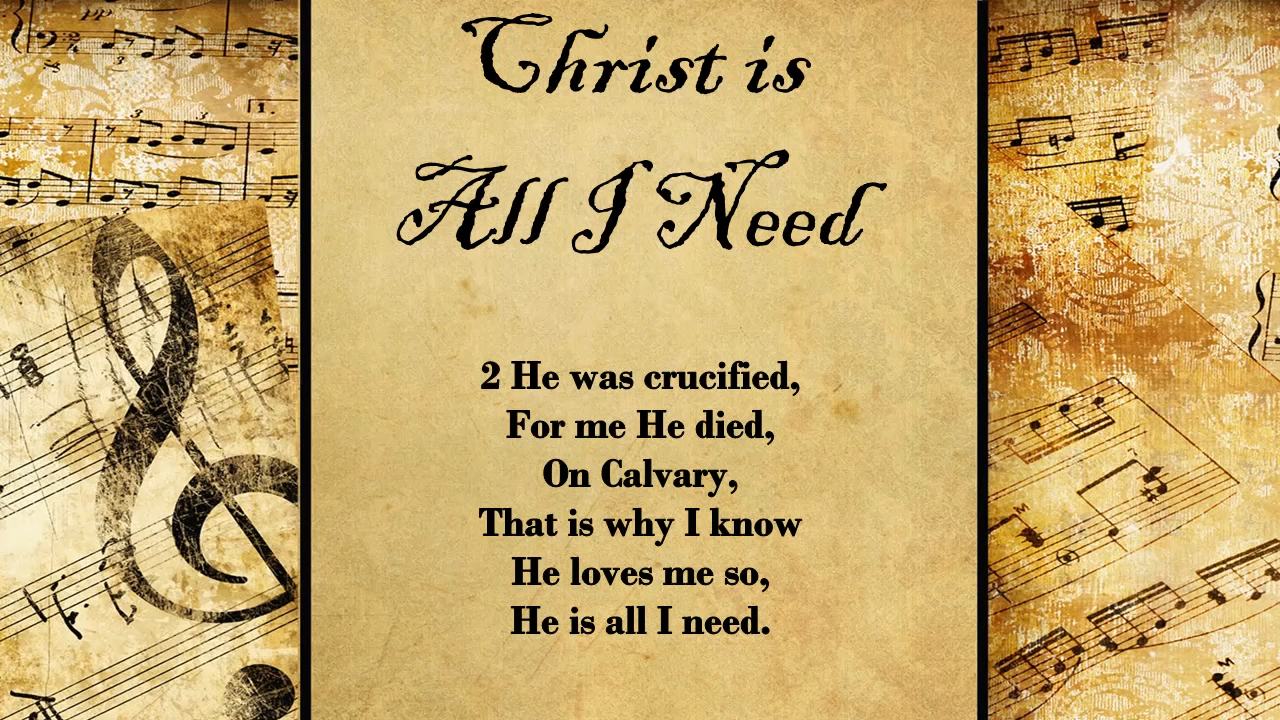 Christ is
All I Need
2 He was crucified,
For me He died,
On Calvary,
That is why I know
He loves me so,
He is all I need.